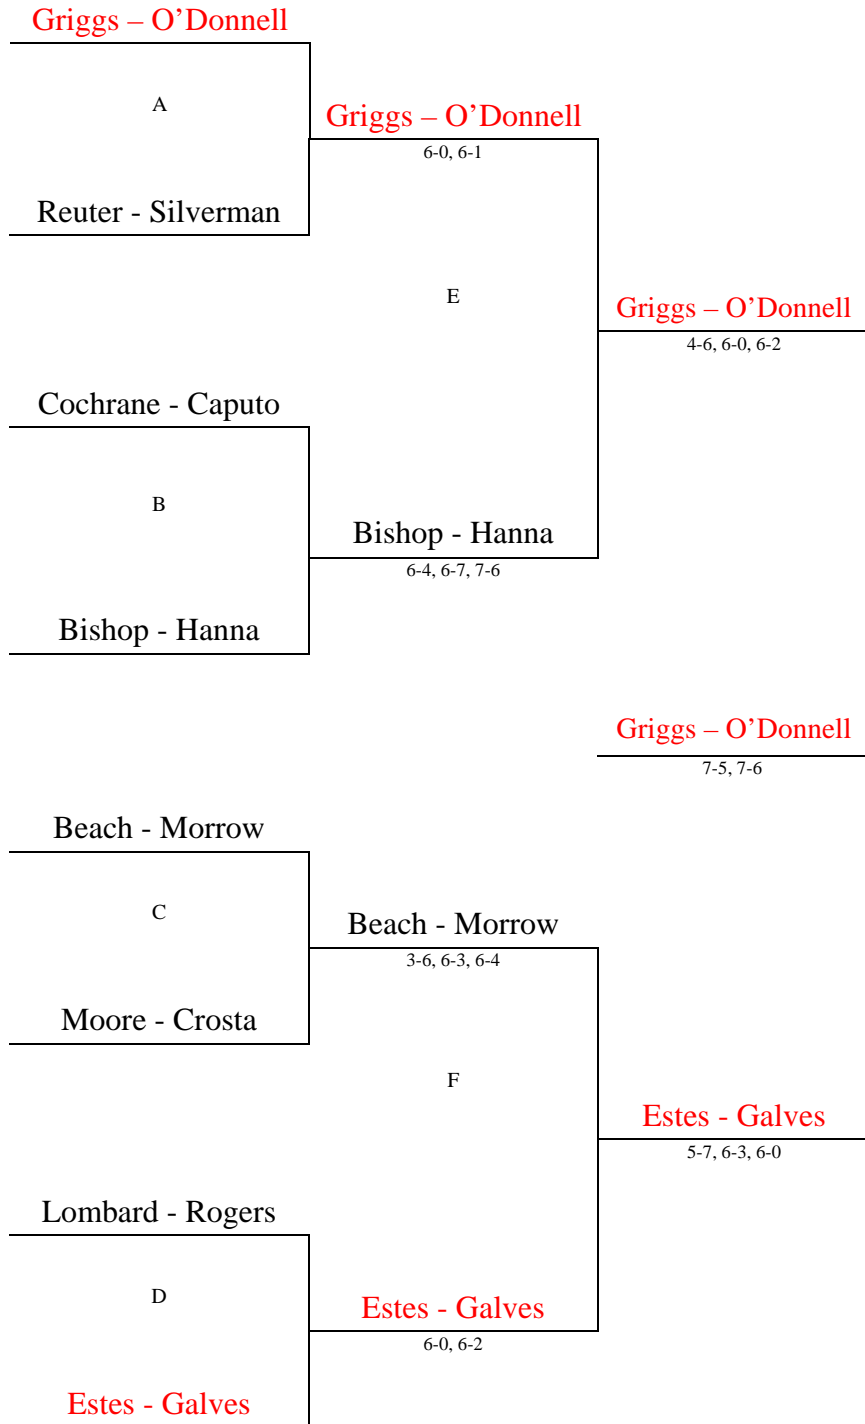 Griggs – O’Donnell
A
Griggs – O’Donnell
6-0, 6-1
Reuter - Silverman
E
Griggs – O’Donnell
4-6, 6-0, 6-2
Cochrane - Caputo
B
Bishop - Hanna
6-4, 6-7, 7-6
Bishop - Hanna
Griggs – O’Donnell
7-5, 7-6
Beach - Morrow
C
Beach - Morrow
3-6, 6-3, 6-4
Moore - Crosta
F
Estes - Galves
5-7, 6-3, 6-0
Lombard - Rogers
D
Estes - Galves
6-0, 6-2
Estes - Galves